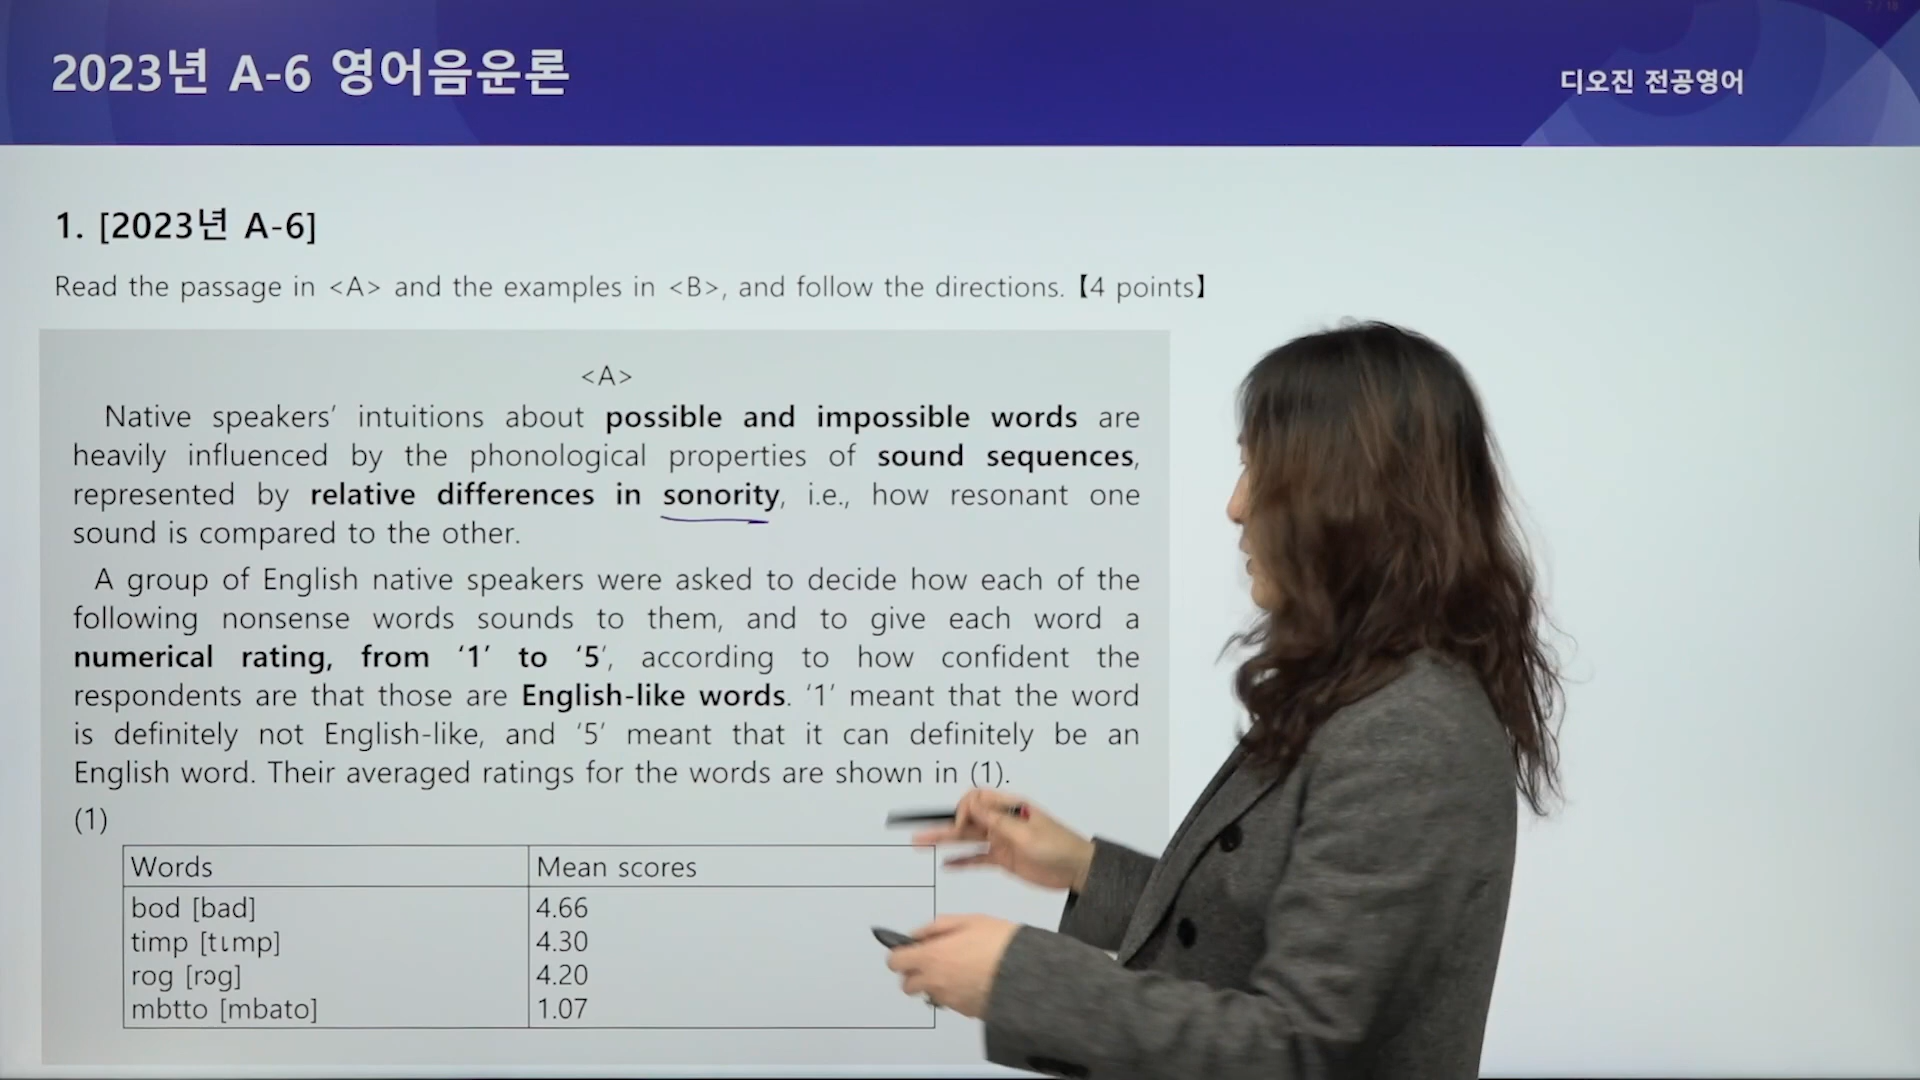 7 / 18
2023년 A-6 영어음운론
디오진 전공영어
1. [2023년 A-6]
Read the passage in <A> and the examples in <B>, and follow the directions.【4 points】
<A>
Native speakers’ intuitions about possible and impossible words are
heavily influenced by the phonological properties of sound sequences,
represented by relative differences in sonority, i.e., how resonant one
sound is compared to the other.
A group of English native speakers were asked to decide how each of the
following nonsense words sounds to them, and to give each word a
numerical rating, from ‘1’ to ‘5’, according to how confident the
respondents are that those are English-like words. ‘1’ meant that the word
is definitely not English-like, and ‘5’ meant that it can definitely be an
English word. Their averaged ratings for the words are shown in (1).
(1)
Words Mean scores
bod [bad] 4.66
timp [tɩmp] 4.30
rog [rɔg] 4.20
mbtto [mbato] 1.07